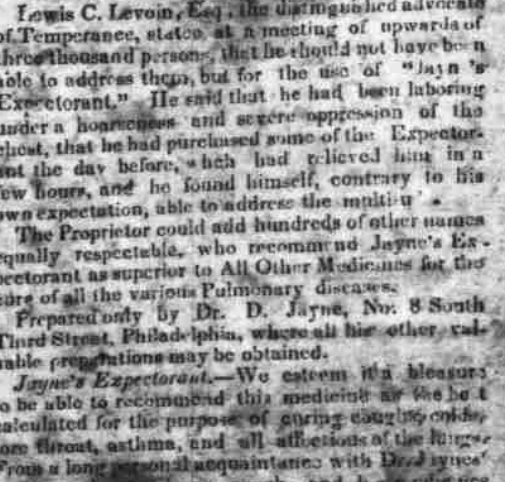 Lewis C. Levoin, Esq, the distinguished advocate
of Temperance, states at a meeting of upwards of
three thousand persons, that he should not have been
able to address them, but for the use of "Jayn 's
Expectorant." He said that he had been laboring
under a hoarseness and severe oppression of the
chest, that he had purchased some of the Expector-
ant the day before, which had relieved him in a
few hours, and he found himself, contrary to his
own expectation, able to address the
The Proprietor could add hundreds of other names
equally respectable, who recommend Jayne's Ex-
pectorant as superior to All Other Medicines for the
cure of all the various Pulmonary diseases.
Prepared only by Dr. D. Jayne, No. 8 South
Third Street, Philadelphia, where all his other val-
uable preparations may be obtained.
Jayne's Expectorant.—We esteem it a pleasure
to be able to recommend this medicine as the best
calculated for the purpose of curing coughs, colds,
sore throat, asthma, and all affections of the lungs.
From a long personal acquaintance with Dr. Jaynes'